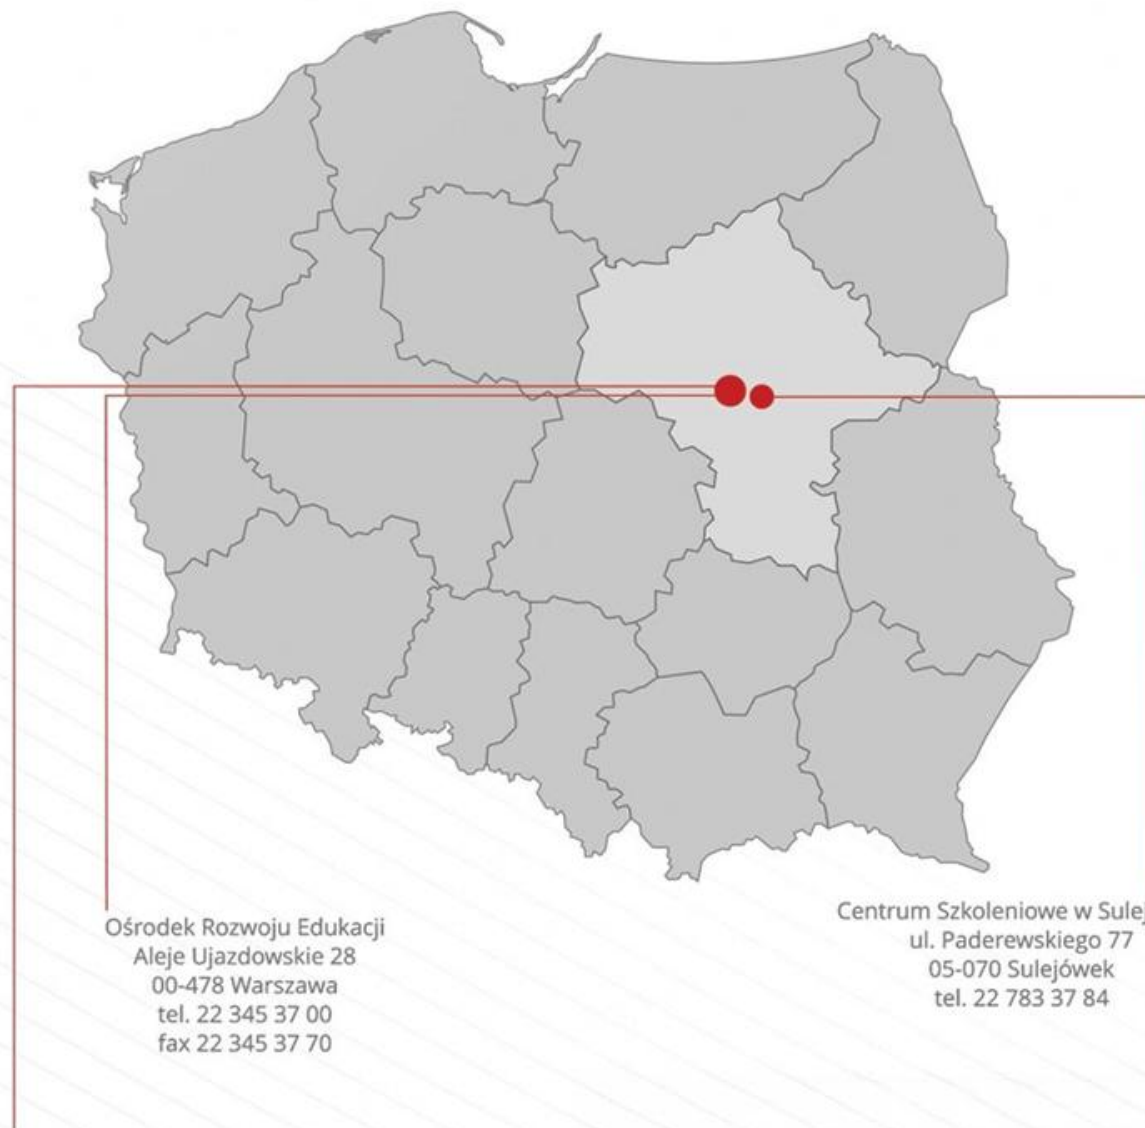 Ośrodek Rozwoju Edukacji
Aleje Ujazdowskie 28
00-478 Warszawa
tel. 22 345 37 00
fax 22 345 37 70
Centrum Szkoleniowe w
ul. Paderewskiego 77
05-070 Sulejówek
tel. 22 783 37 84